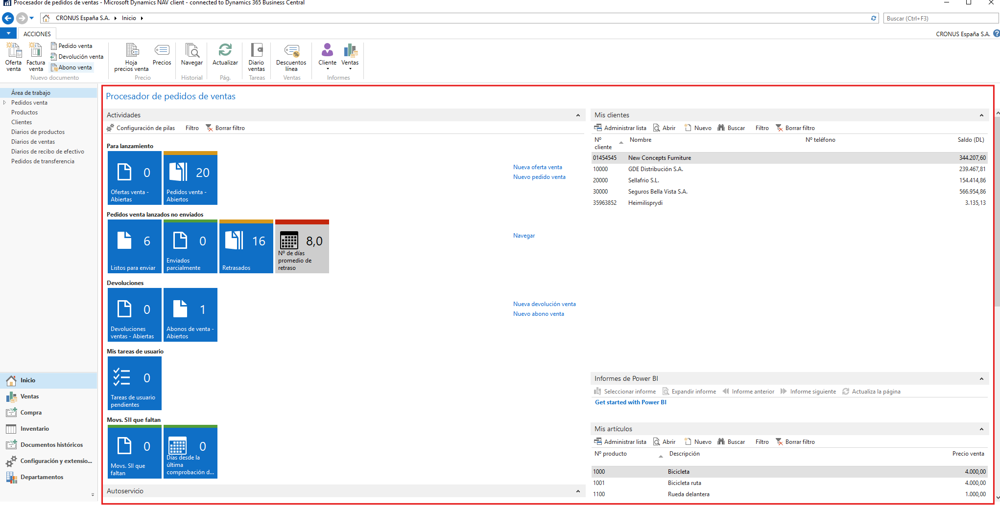 Procesador de pedidos de ventas - Microsoft Dynamics NAV client - connected to Dynamics 365 Business Central
CRONUS España S.A. Inicio
Buscar (Ctrl+F3)
ACCIONES
CRONUS España S.A.
Oferta venta
Factura venta
Pedido venta
Devolución venta
Abono venta
Nuevo documento
Hoja precios venta
Precios
Precio
Navegar
Historial
Actualizar
Pág.
Diario ventas
Tareas
Descuentos línea
Ventas
Cliente
Ventas
Informes
Área de trabajo
Pedidos venta
Productos
Clientes
Diarios de productos
Diarios de ventas
Diarios de recibo de efectivo
Pedidos de transferencia
Inicio
Ventas
Compra
Inventario
Documentos históricos
Configuración y extensio...
Departamentos
Procesador de pedidos de ventas
Actividades
Configuración de pilas Filtro Borrar filtro
Para lanzamiento
0
Ofertas venta -
Abiertas
20
Pedidos venta -
Abiertos
Nueva oferta venta
Nuevo pedido venta
Pedidos venta lanzados no enviados
6
Listos para enviar
0
Enviados
parcialmente
16
Retrasados
8,0
Nº de días
promedio de
retraso
Navegar
Devoluciones
0
Devoluciones
ventas - Abiertas
1
Abonos de venta -
Abiertos
Nueva devolución venta
Nuevo abono venta
Mis tareas de usuario
0
Tareas de usuario
pendientes
Movs. SII que faltan
0
Movs. SII que
faltan
0
Días desde la
última
comprobación d...
Autoservicio
Mis clientes
Administrar lista Abrir Nuevo Buscar Filtro Borrar filtro
Nº cliente Nombre Nº teléfono Saldo (DL)
01454545 New Concepts Furniture 344.207,60
10000 GDE Distribución S.A. 239.467,81
20000 Sellafrio S.L. 154.414,86
30000 Seguros Bella Vista S.A. 566.954,86
35963852 Heimilisprydi 3.135,13
Informes de Power BI
Seleccionar informe Expandir informe Informe anterior Informe siguiente Actualiza la página
Get started with Power BI
Mis artículos
Administrar lista Abrir Nuevo Buscar Filtro Borrar filtro
Nº producto Descripción Precio venta
1000 Bicicleta 4.000,00
1001 Bicicleta ruta 4.000,00
1100 Rueda delantera 1.000,00